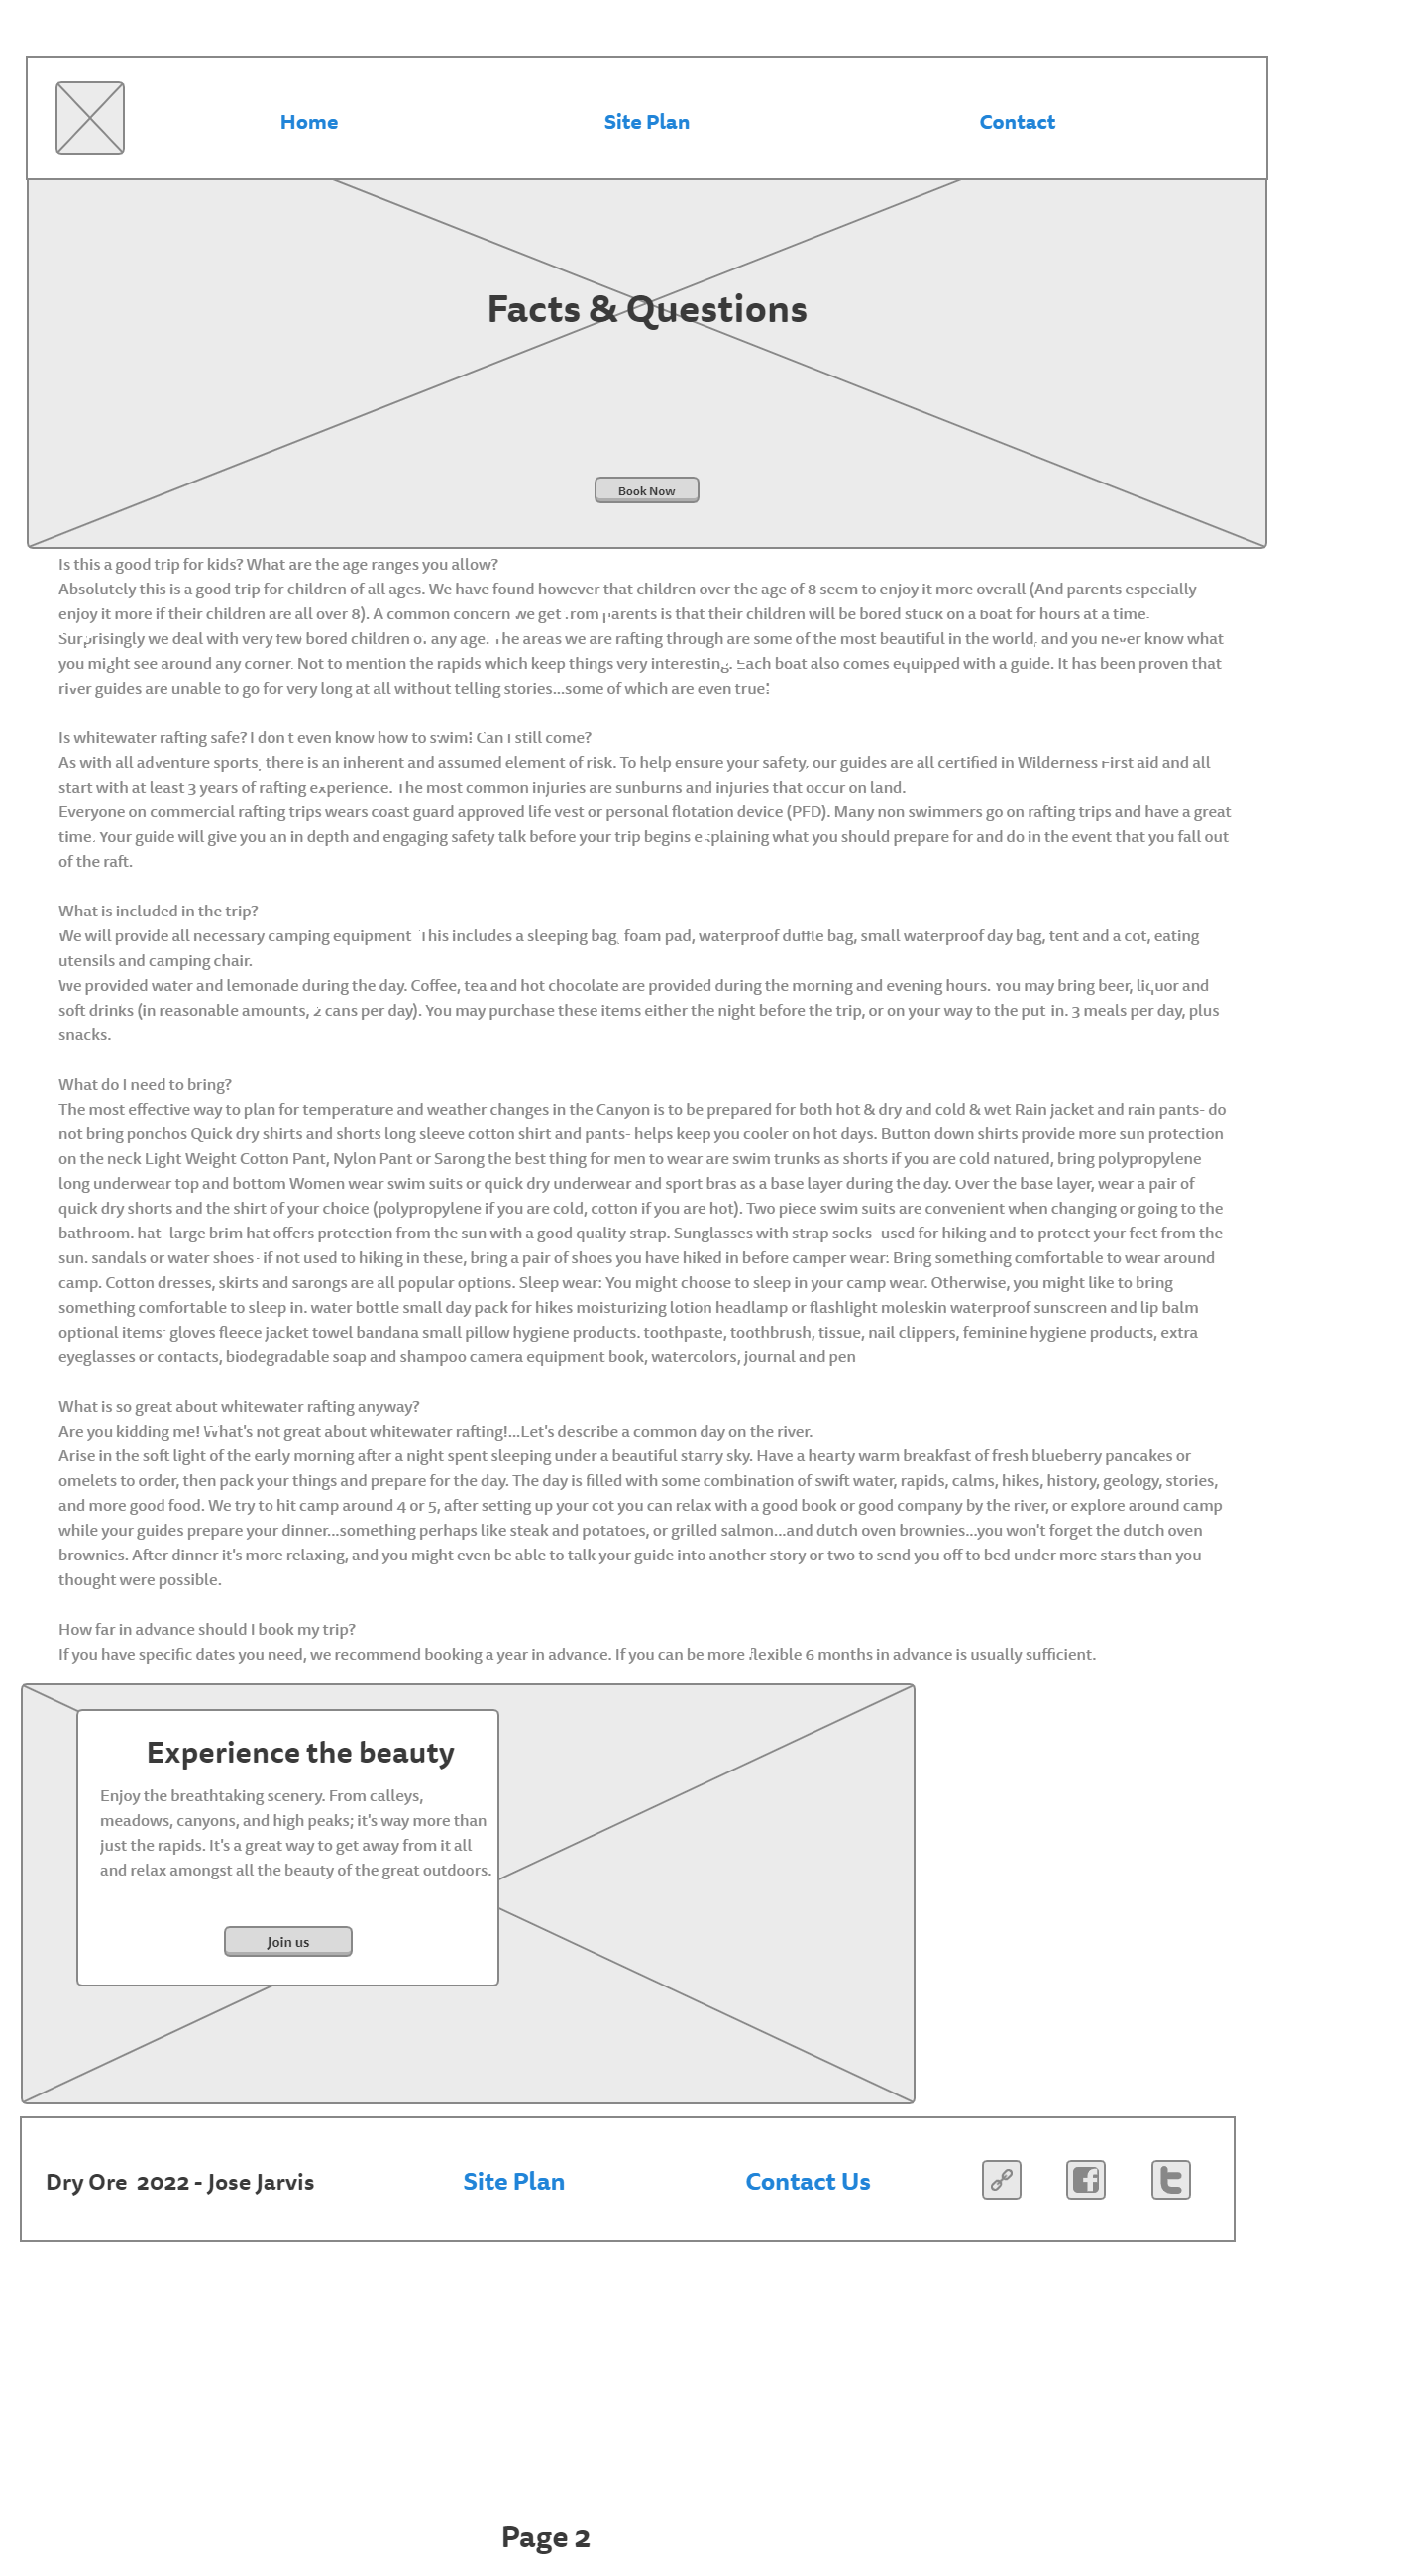 Home Site Plan Contact
Facts & Questions
Book Now
Is this a good trip for kids? What are the age ranges you allow?
Absolutely this is a good trip for children of all ages. We have found however that children over the age of 8 seem to enjoy it more overall (And parents especially
enjoy it more if their children are all over 8). A common concern we get from parents is that their children will be bored stuck on a boat for hours at a time.
Surprisingly we deal with very few bored children of any age. The areas we are rafting through are some of the most beautiful in the world, and you never know what
you might see around any corner. Not to mention the rapids which keep things very interesting. Each boat also comes equipped with a guide. It has been proven that
river guides are unable to go for very long at all without telling stories...some of which are even true!
Is whitewater rafting safe? I don't even know how to swim! Can I still come?
As with all adventure sports, there is an inherent and assumed element of risk. To help ensure your safety, our guides are all certified in Wilderness First aid and all
start with at least 3 years of rafting experience. The most common injuries are sunburns and injuries that occur on land.
Everyone on commercial rafting trips wears coast guard approved life vest or personal flotation device (PFD). Many non swimmers go on rafting trips and have a great
time. Your guide will give you an in depth and engaging safety talk before your trip begins explaining what you should prepare for and do in the event that you fall out
of the raft.
What is included in the trip?
We will provide all necessary camping equipment. This includes a sleeping bag, foam pad, waterproof duffle bag, small waterproof day bag, tent and a cot, eating
utensils and camping chair.
We provided water and lemonade during the day. Coffee, tea and hot chocolate are provided during the morning and evening hours. You may bring beer, liquor and
soft drinks (in reasonable amounts, 2 cans per day). You may purchase these items either the night before the trip, or on your way to the put-in. 3 meals per day, plus
snacks.
What do I need to bring?
The most effective way to plan for temperature and weather changes in the Canyon is to be prepared for both hot & dry and cold & wet Rain jacket and rain pants- do
not bring ponchos Quick dry shirts and shorts long sleeve cotton shirt and pants- helps keep you cooler on hot days. Button down shirts provide more sun protection
on the neck Light Weight Cotton Pant, Nylon Pant or Sarong the best thing for men to wear are swim trunks as shorts if you are cold natured, bring polypropylene
long underwear top and bottom Women wear swim suits or quick dry underwear and sport bras as a base layer during the day. Over the base layer, wear a pair of
quick dry shorts and the shirt of your choice (polypropylene if you are cold, cotton if you are hot). Two piece swim suits are convenient when changing or going to the
bathroom. hat- large brim hat offers protection from the sun with a good quality strap. Sunglasses with strap socks- used for hiking and to protect your feet from the
sun. sandals or water shoes- if not used to hiking in these, bring a pair of shoes you have hiked in before camper wear: Bring something comfortable to wear around
camp. Cotton dresses, skirts and sarongs are all popular options. Sleep wear: You might choose to sleep in your camp wear. Otherwise, you might like to bring
something comfortable to sleep in. water bottle small day pack for hikes moisturizing lotion headlamp or flashlight moleskin waterproof sunscreen and lip balm
optional items- gloves fleece jacket towel bandana small pillow hygiene products. toothpaste, toothbrush, tissue, nail clippers, feminine hygiene products, extra
eyeglasses or contacts, biodegradable soap and shampoo camera equipment book, watercolors, journal and pen
What is so great about whitewater rafting anyway?
Are you kidding me! What's not great about whitewater rafting!...Let's describe a common day on the river.
Arise in the soft light of the early morning after a night spent sleeping under a beautiful starry sky. Have a hearty warm breakfast of fresh blueberry pancakes or
omelets to order, then pack your things and prepare for the day. The day is filled with some combination of swift water, rapids, calms, hikes, history, geology, stories,
and more good food. We try to hit camp around 4 or 5, after setting up your cot you can relax with a good book or good company by the river, or explore around camp
while your guides prepare your dinner...something perhaps like steak and potatoes, or grilled salmon...and dutch oven brownies...you won't forget the dutch oven
brownies. After dinner it's more relaxing, and you might even be able to talk your guide into another story or two to send you off to bed under more stars than you
thought were possible.
How far in advance should I book my trip?
If you have specific dates you need, we recommend booking a year in advance. If you can be more flexible 6 months in advance is usually sufficient.
Experience the beauty
Enjoy the breathtaking scenery. From calleys,
meadows, canyons, and high peaks; it's way more than
just the rapids. It's a great way to get away from it all
and relax amongst all the beauty of the great outdoors.
Join us
Dry Ore 2022 - Jose Jarvis Site Plan Contact Us
Page 2